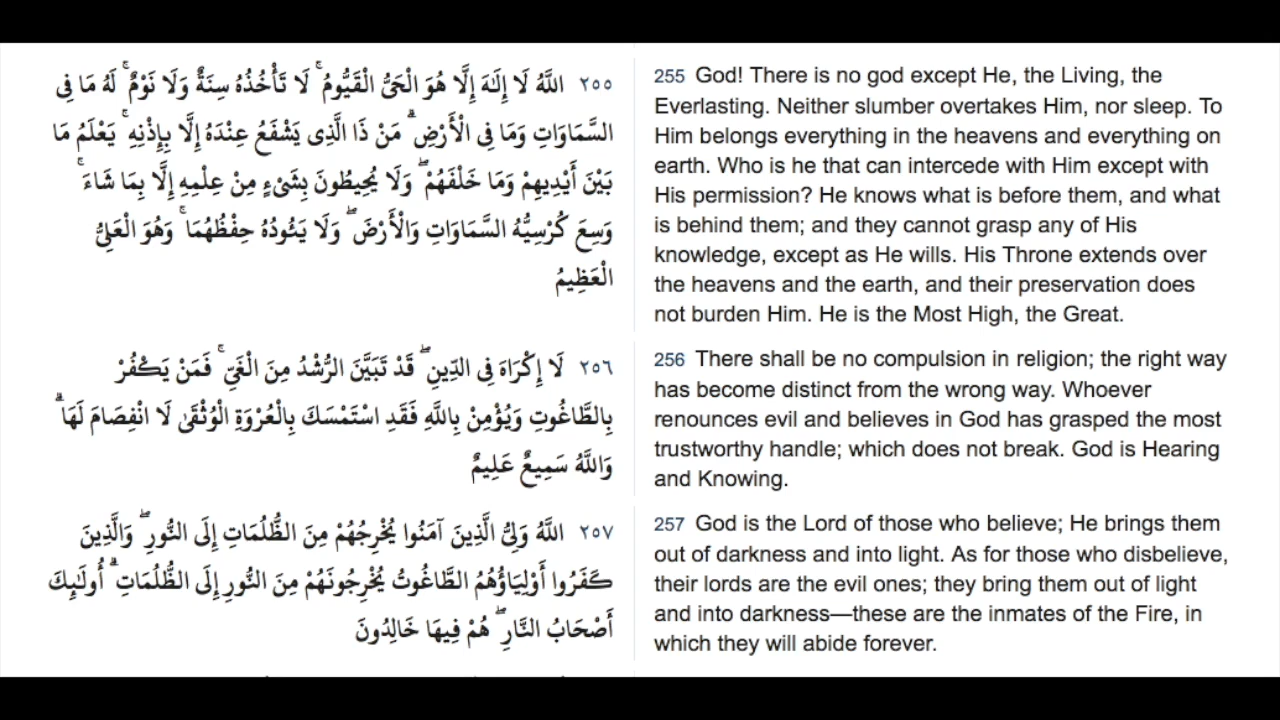 ٢٥٥ اللَّهُ لَا إِلَٰهَ إِلَّا هُوَ الْحَيُّ الْقَيُّومُ ۚ لَا تَأْخُذُهُ سِنَةٌ وَلَا نَوْمٌ ۚ لَهُ مَا فِي
السَّمَاوَاتِ وَمَا فِي الْأَرْضِ ۗ مَنْ ذَا الَّذِي يَشْفَعُ عِنْدَهُ إِلَّا بِإِذْنِهِ ۚ يَعْلَمُ مَا
بَيْنَ أَيْدِيهِمْ وَمَا خَلْفَهُمْ ۖ وَلَا يُحِيطُونَ بِشَيْءٍ مِنْ عِلْمِهِ إِلَّا بِمَا شَاءَ ۚ
وَسِعَ كُرْسِيُّهُ السَّمَاوَاتِ وَالْأَرْضَ ۖ وَلَا يَئُودُهُ حِفْظُهُمَا ۚ وَهُوَ الْعَلِيُّ
الْعَظِيمُ
255 God! There is no god except He, the Living, the
Everlasting. Neither slumber overtakes Him, nor sleep. To
Him belongs everything in the heavens and everything on
earth. Who is he that can intercede with Him except with
His permission? He knows what is before them, and what
is behind them; and they cannot grasp any of His
knowledge, except as He wills. His Throne extends over
the heavens and the earth, and their preservation does
not burden Him. He is the Most High, the Great.
٢٥٦ لَا إِكْرَاهَ فِي الدِّينِ ۖ قَدْ تَبَيَّنَ الرُّشْدُ مِنَ الْغَيِّ ۚ فَمَنْ يَكْفُرْ
بِالطَّاغُوتِ وَيُؤْمِنْ بِاللَّهِ فَقَدِ اسْتَمْسَكَ بِالْعُرْوَةِ الْوُثْقَىٰ لَا انْفِصَامَ لَهَا ۗ
وَاللَّهُ سَمِيعٌ عَلِيمٌ
256 There shall be no compulsion in religion; the right way
has become distinct from the wrong way. Whoever
renounces evil and believes in God has grasped the most
trustworthy handle; which does not break. God is Hearing
and Knowing.
٢٥٧ اللَّهُ وَلِيُّ الَّذِينَ آمَنُوا يُخْرِجُهُمْ مِنَ الظُّلُمَاتِ إِلَى النُّورِ ۖ وَالَّذِينَ
كَفَرُوا أَوْلِيَاؤُهُمُ الطَّاغُوتُ يُخْرِجُونَهُمْ مِنَ النُّورِ إِلَى الظُّلُمَاتِ ۗ أُولَٰئِكَ
أَصْحَابُ النَّارِ ۖ هُمْ فِيهَا خَالِدُونَ
257 God is the Lord of those who believe; He brings them
out of darkness and into light. As for those who disbelieve,
their lords are the evil ones; they bring them out of light
and into darkness—these are the inmates of the Fire, in
which they will abide forever.